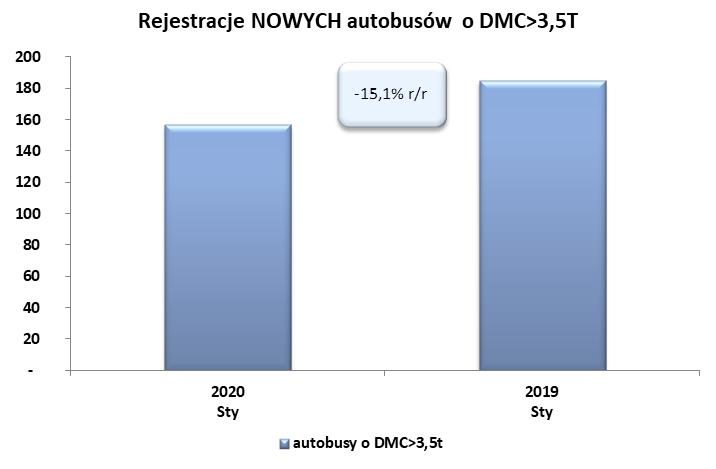 Rejestracje NOWYCH autobusów o DMC>3,5T
-15,1% r/r
200
180
160
140
120
100
80
60
40
20
-
2020
2019
Sty
Sty
autobusy o DMC>3,5t